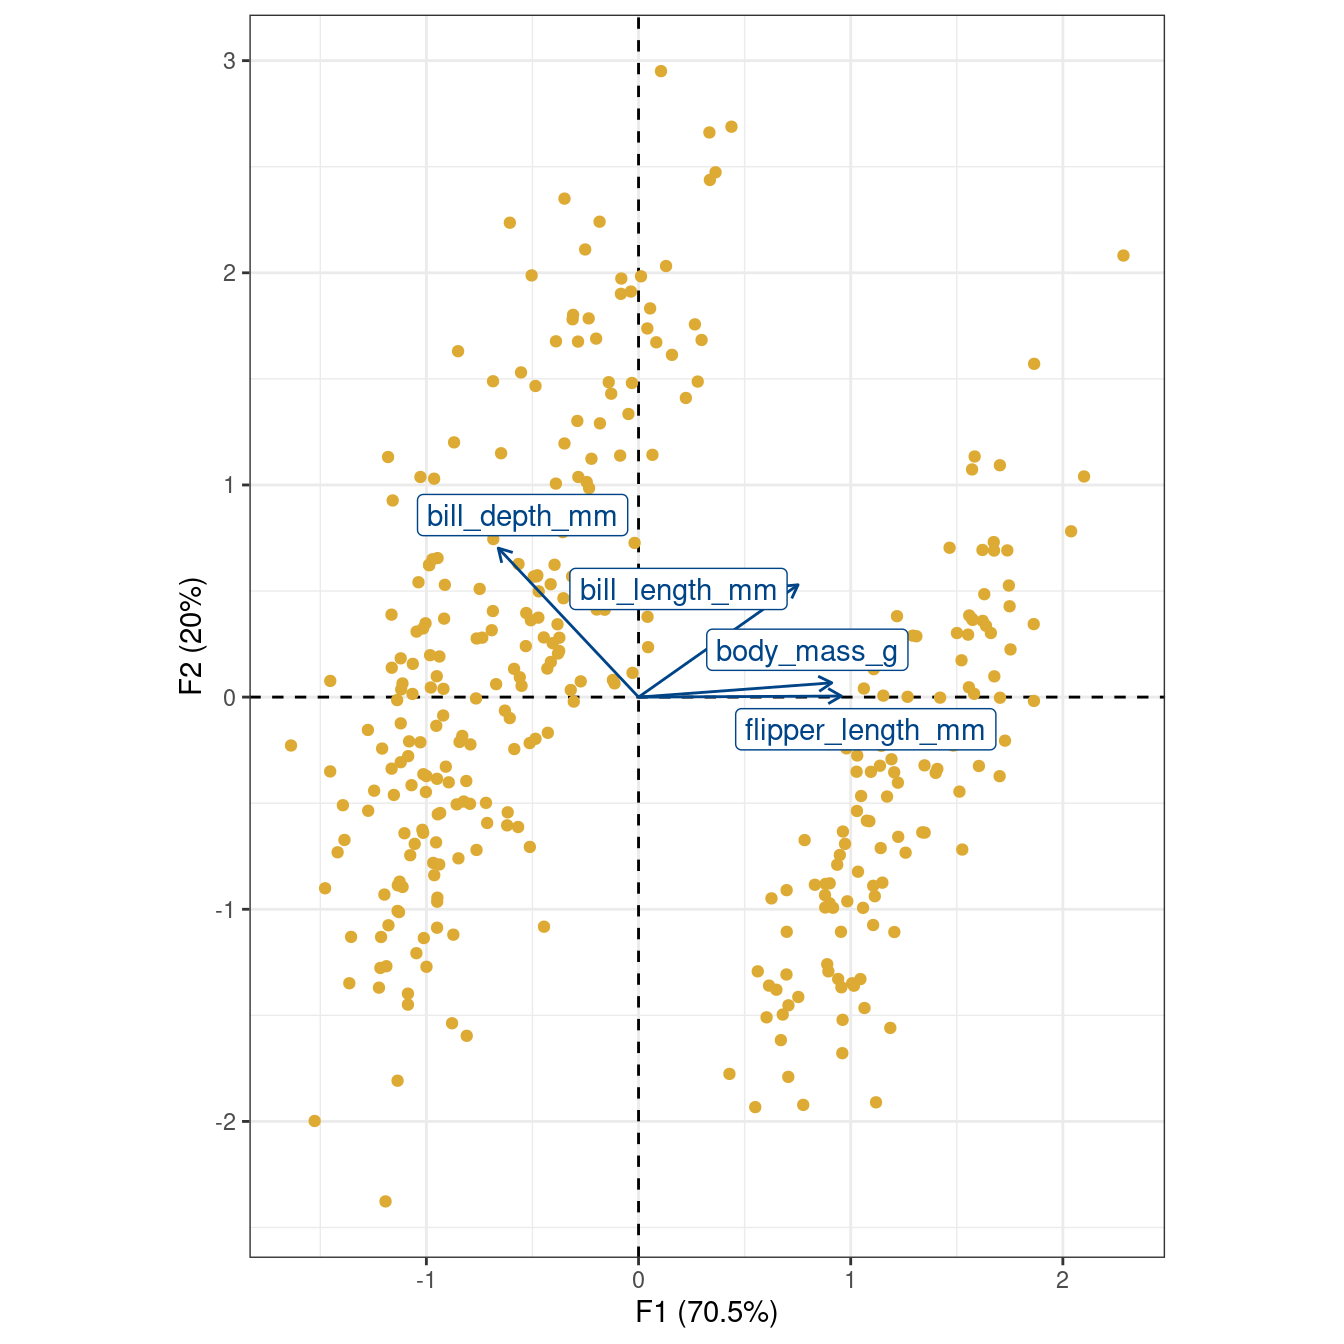 3
2
1
0
-1
-2
F2 (20%)
bill_depth_mm
bill_length_mm
body_mass_g
flipper_length_mm
-1
0
1
2
F1 (70.5%)